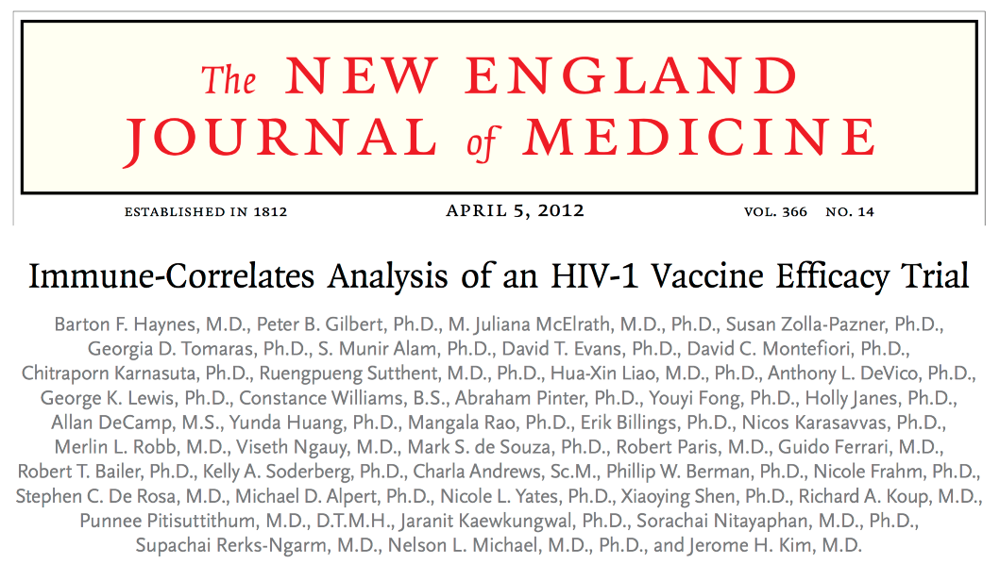 The NEW ENGLAND
JOURNAL of MEDICINE
ESTABLISHED IN 1812 APRIL 5, 2012 VOL. 366 NO. 14
Immune-Correlates Analysis of an HIV-1 Vaccine Efficacy Trial
Barton F. Haynes, M.D., Peter B. Gilbert, Ph.D., M. Juliana McElrath, M.D., Ph.D., Susan Zolla-Pazner, Ph.D.,
Georgia D. Tomaras, Ph.D., S. Munir Alam, Ph.D., David T. Evans, Ph.D., David C. Montefiori, Ph.D.,
Chitraporn Karnasuta, Ph.D., Ruengpueng Sutthent, M.D., Ph.D., Hua-Xin Liao, M.D., Ph.D., Anthony L. DeVico, Ph.D.,
George K. Lewis, Ph.D., Constance Williams, B.S., Abraham Pinter, Ph.D., Youyi Fong, Ph.D., Holly Janes, Ph.D.,
Allan DeCamp, M.S., Yunda Huang, Ph.D., Mangala Rao, Ph.D., Erik Billings, Ph.D., Nicos Karasavvas, Ph.D.,
Merlin L. Robb, M.D., Viseth Ngauy, M.D., Mark S. de Souza, Ph.D., Robert Paris, M.D., Guido Ferrari, M.D.,
Robert T. Bailer, Ph.D., Kelly A. Soderberg, Ph.D., Charla Andrews, Sc.M., Phillip W. Berman, Ph.D., Nicole Frahm, Ph.D.,
Stephen C. De Rosa, M.D., Michael D. Alpert, Ph.D., Nicole L. Yates, Ph.D., Xiaoying Shen, Ph.D., Richard A. Koup, M.D.,
Punnee Pitisuttithum, M.D., D.T.M.H., Jaranit Kaewkungwal, Ph.D., Sorachai Nitayaphan, M.D., Ph.D.,
Supachai Rerks-Ngarm, M.D., Nelson L. Michael, M.D., Ph.D., and Jerome H. Kim, M.D.